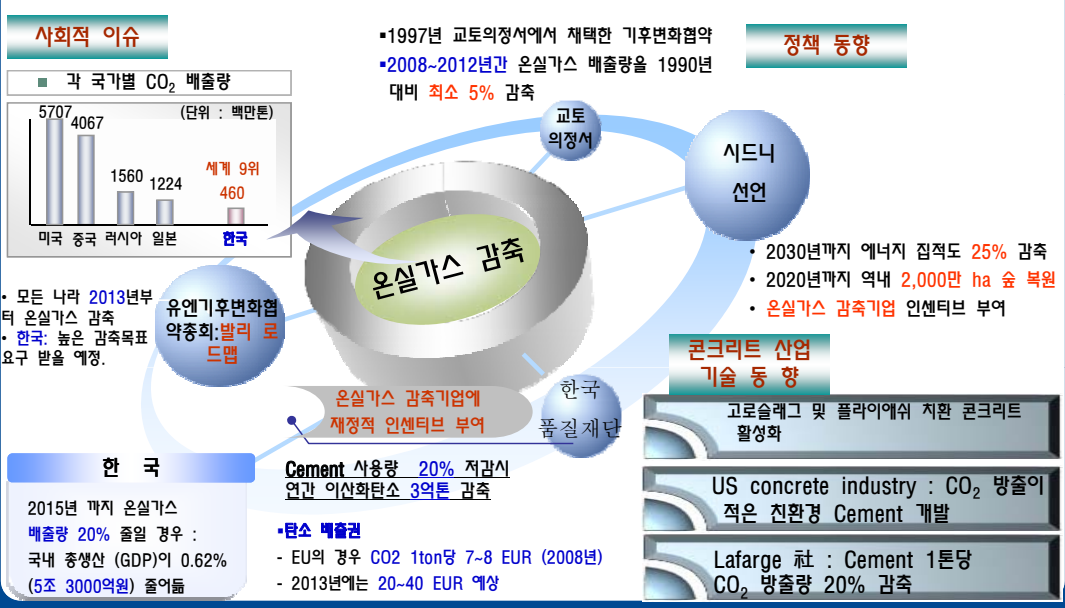 사회적 이슈
■ 각 국가별 CO₂ 배출량
(단위 : 백만톤)
5707
4067
1560
1224
세계 9위
460
미국 중국 러시아 일본 한국
▪1997년 교토의정서에서 채택한 기후변화협약
▪2008~2012년간 온실가스 배출량을 1990년
대비 최소 5% 감축
정책 동향
교토
의정서
시드니
선언
온실가스 감축
• 2030년까지 에너지 집적도 25% 감축
• 2020년까지 역내 2,000만 ha 숲 복원
• 온실가스 감축기업 인센티브 부여
• 모든 나라 2013년부
터 온실가스 감축
• 한국: 높은 감축목표
요구 받을 예정.
유엔기후변화협
약총회:발리 로
드맵
온실가스 감축기업에
재정적 인센티브 부여
한국
품질재단
Cement 사용량 20% 저감시
연간 이산화탄소 3억톤 감축
▪탄소 배출권
- EU의 경우 CO2 1ton당 7~8 EUR (2008년)
- 2013년에는 20~40 EUR 예상
한 국
2015년 까지 온실가스
배출량 20% 줄일 경우 :
국내 총생산 (GDP)이 0.62%
(5조 3000억원) 줄어듦
콘크리트 산업
기술 동 향
고로슬래그 및 플라이애쉬 치환 콘크리트
활성화
US concrete industry : CO₂ 방출이
적은 친환경 Cement 개발
Lafarge 社 : Cement 1톤당
CO₂ 방출량 20% 감축